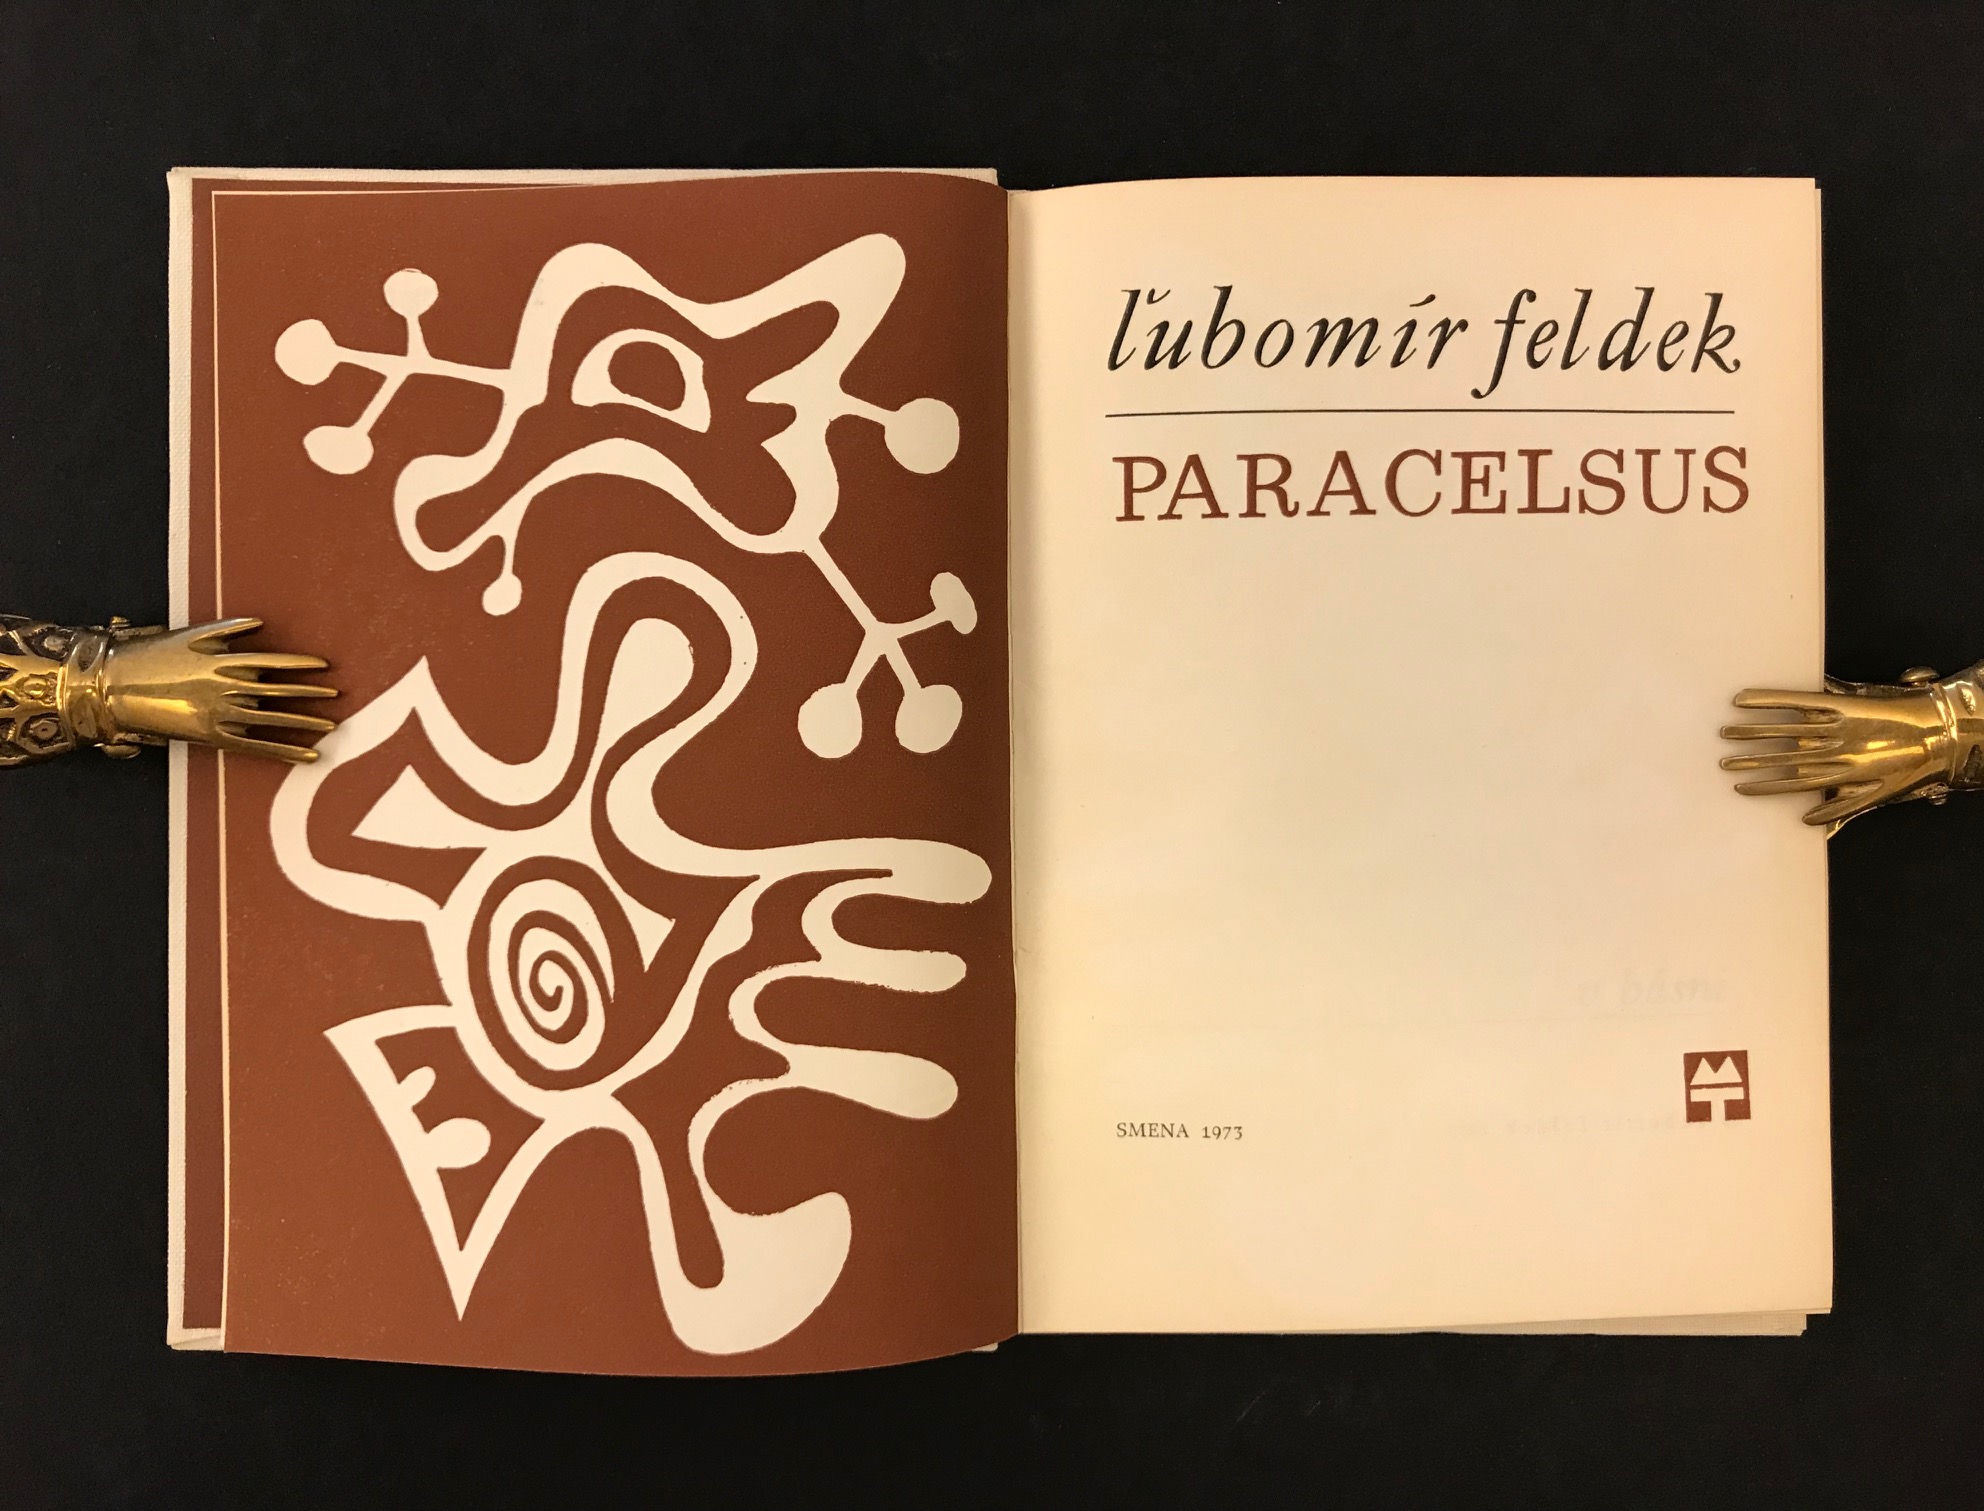 ľubomír feldek
PARACELSUS
SMENA 1973